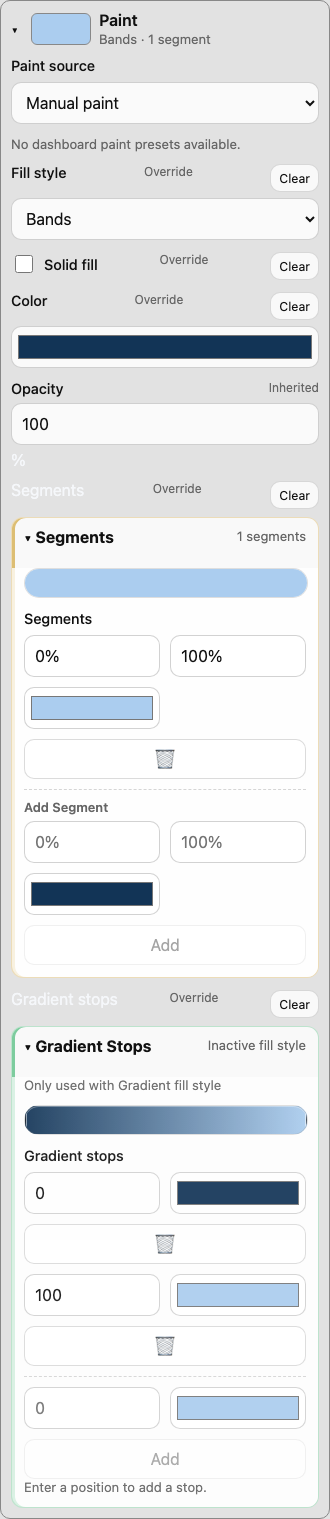 Paint
Bands · 1 segment
Paint source
Manual paint
No dashboard paint presets available.
Fill style Override Clear
Bands
Solid fill Override Clear
Color Override Clear
Opacity Inherited
100
%
Segments Override Clear
Segments 1 segments
Segments
0% 100%
Add Segment
0% 100%
Add
Gradient stops Override Clear
Gradient Stops Inactive fill style
Only used with Gradient fill style
Gradient stops
0
100
0
Add
Enter a position to add a stop.